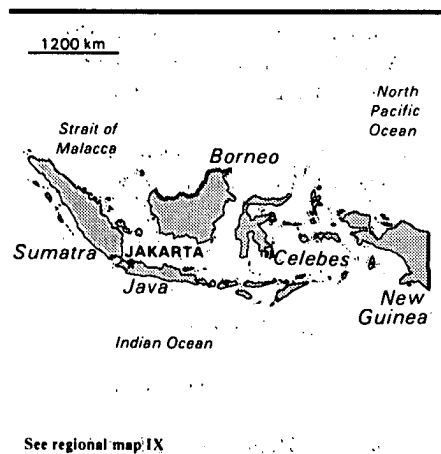 1200 km
North
Pacific
Ocean
Strait of
Malacca
Borneo
Sumatra
JAKARTA
Java
Celebes
New
Guinea
Indian Ocean
See regional map IX